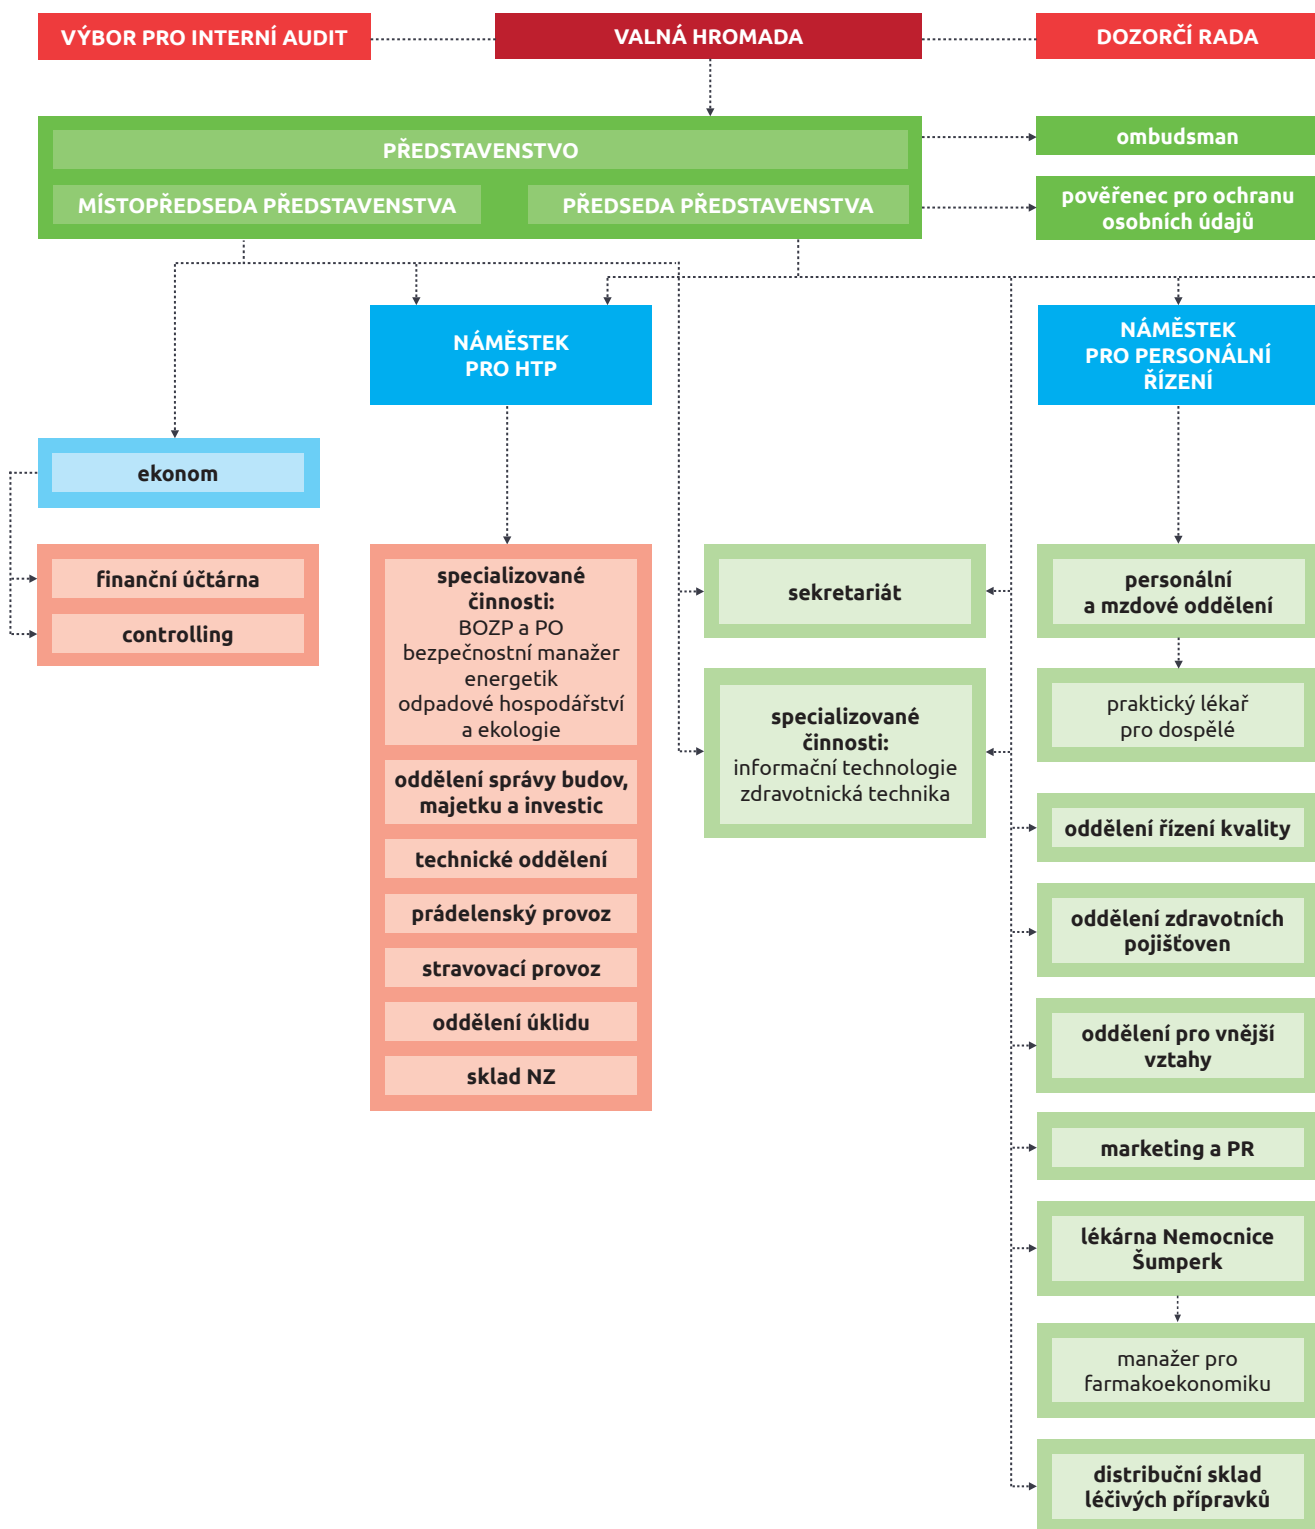 VÝBOR PRO INTERNÍ AUDIT
VALNÁ HROMADA
DOZORČÍ RADA
PŘEDSTAVENSTVO
MÍSTOPŘEDSEDA PŘEDSTAVENSTVA
PŘEDSEDA PŘEDSTAVENSTVA
ombudsman
pověřenec pro ochranu
osobních údajů
NÁMĚSTEK
PRO HTP
NÁMĚSTEK
PRO PERSONÁLNÍ
ŘÍZENÍ
ekonom
finanční účtárna
controlling
specializované
činnosti:
BOZP a PO
bezpečnostní manažer
energetik
odpadové hospodářství
a ekologie
oddělení správy budov,
majetku a investic
technické oddělení
prádelenský provoz
stravovací provoz
oddělení úklidu
sklad NZ
sekretariát
specializované
činnosti:
informační technologie
zdravotnická technika
personální
a mzdové oddělení
praktický lékař
pro dospělé
oddělení řízení kvality
oddělení zdravotních
pojišťoven
oddělení pro vnější
vztahy
marketing a PR
lékárna Nemocnice
Šumperk
manažer pro
farmakoekonomiku
distribuční sklad
léčivých přípravků